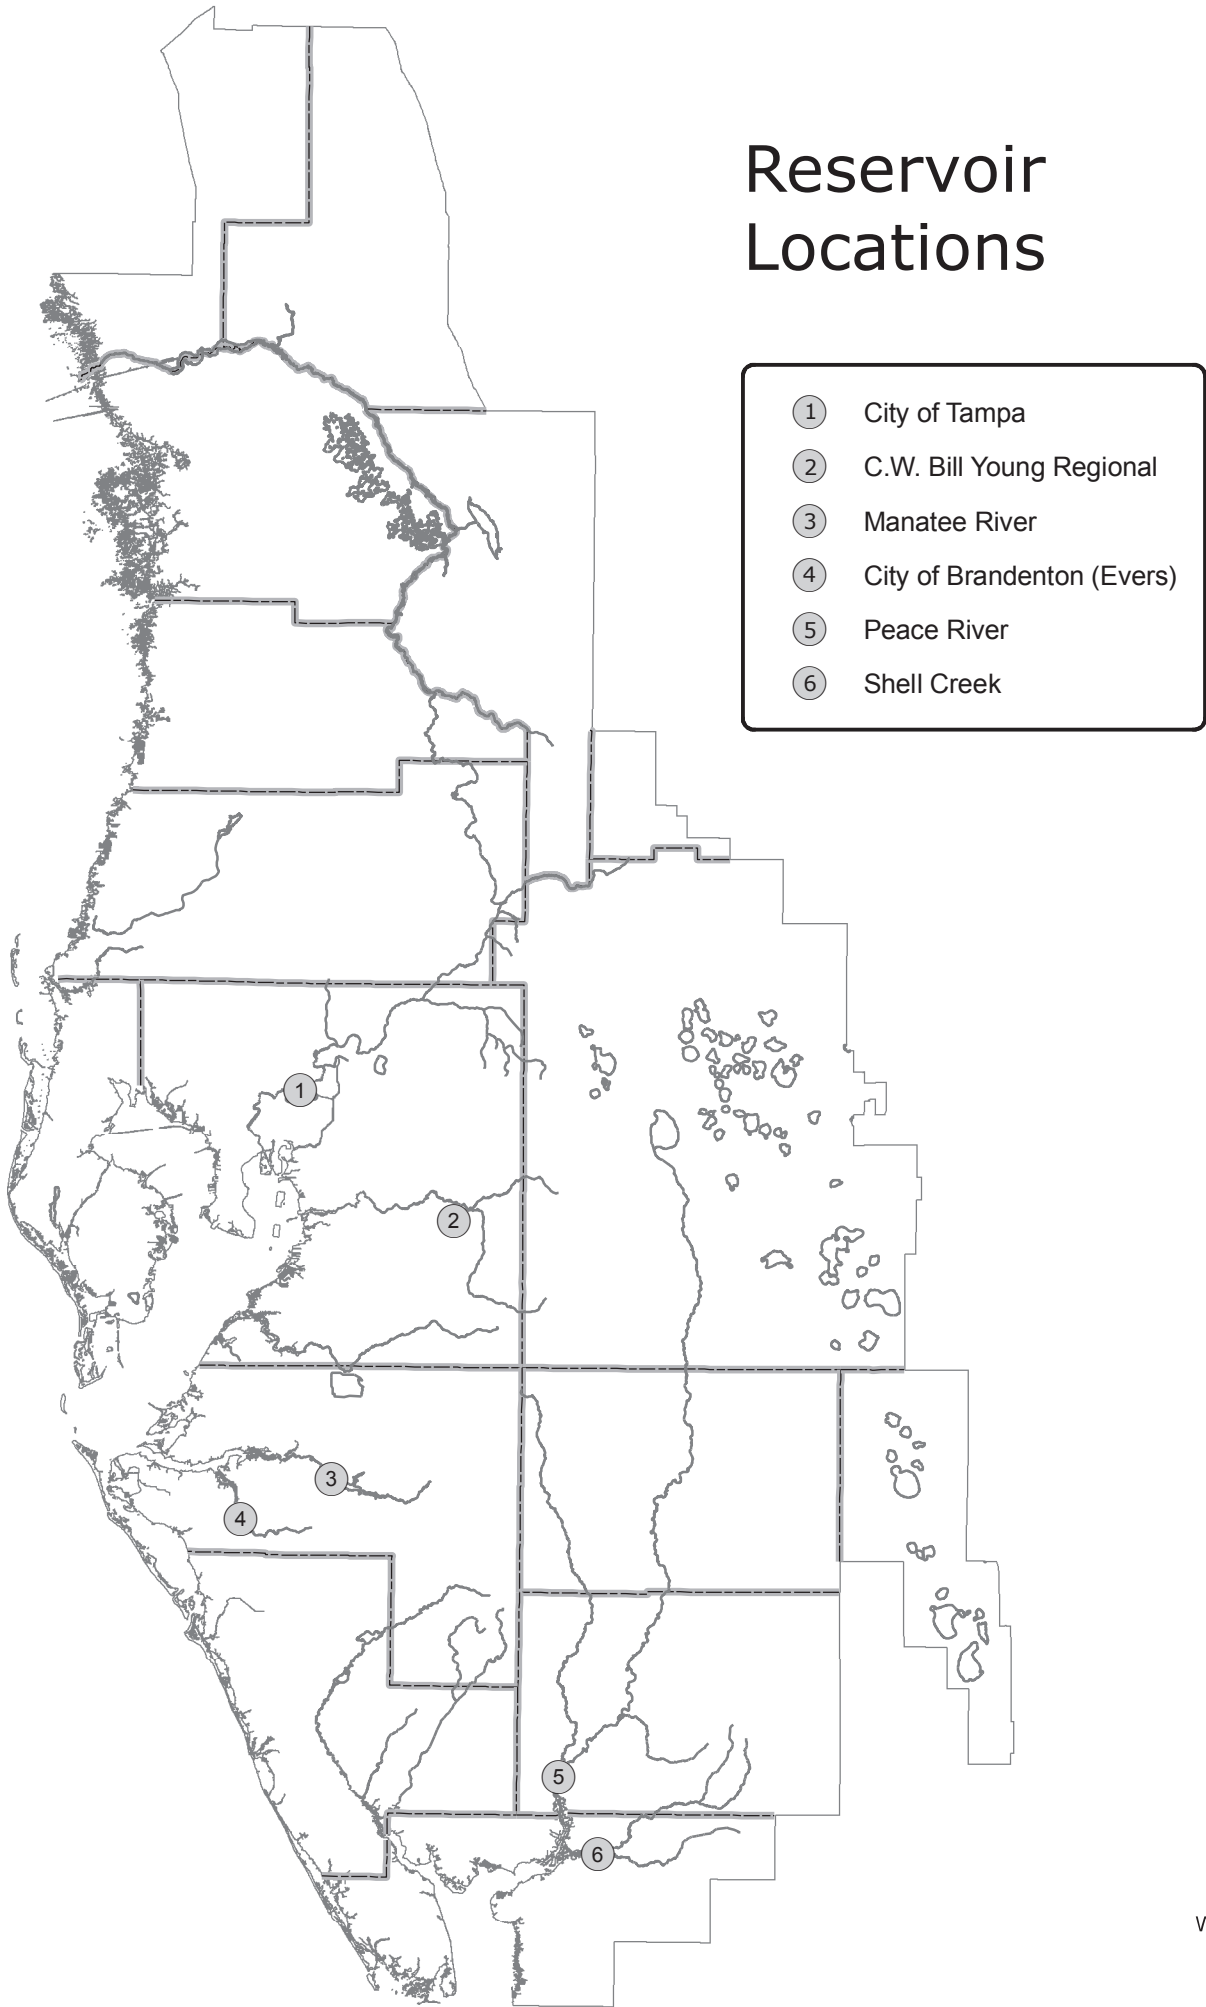 Reservoir
Locations
1 City of Tampa
2 C.W. Bill Young Regional
3 Manatee River
4 City of Brandenton (Evers)
5 Peace River
6 Shell Creek
1
2
3
4
5
6